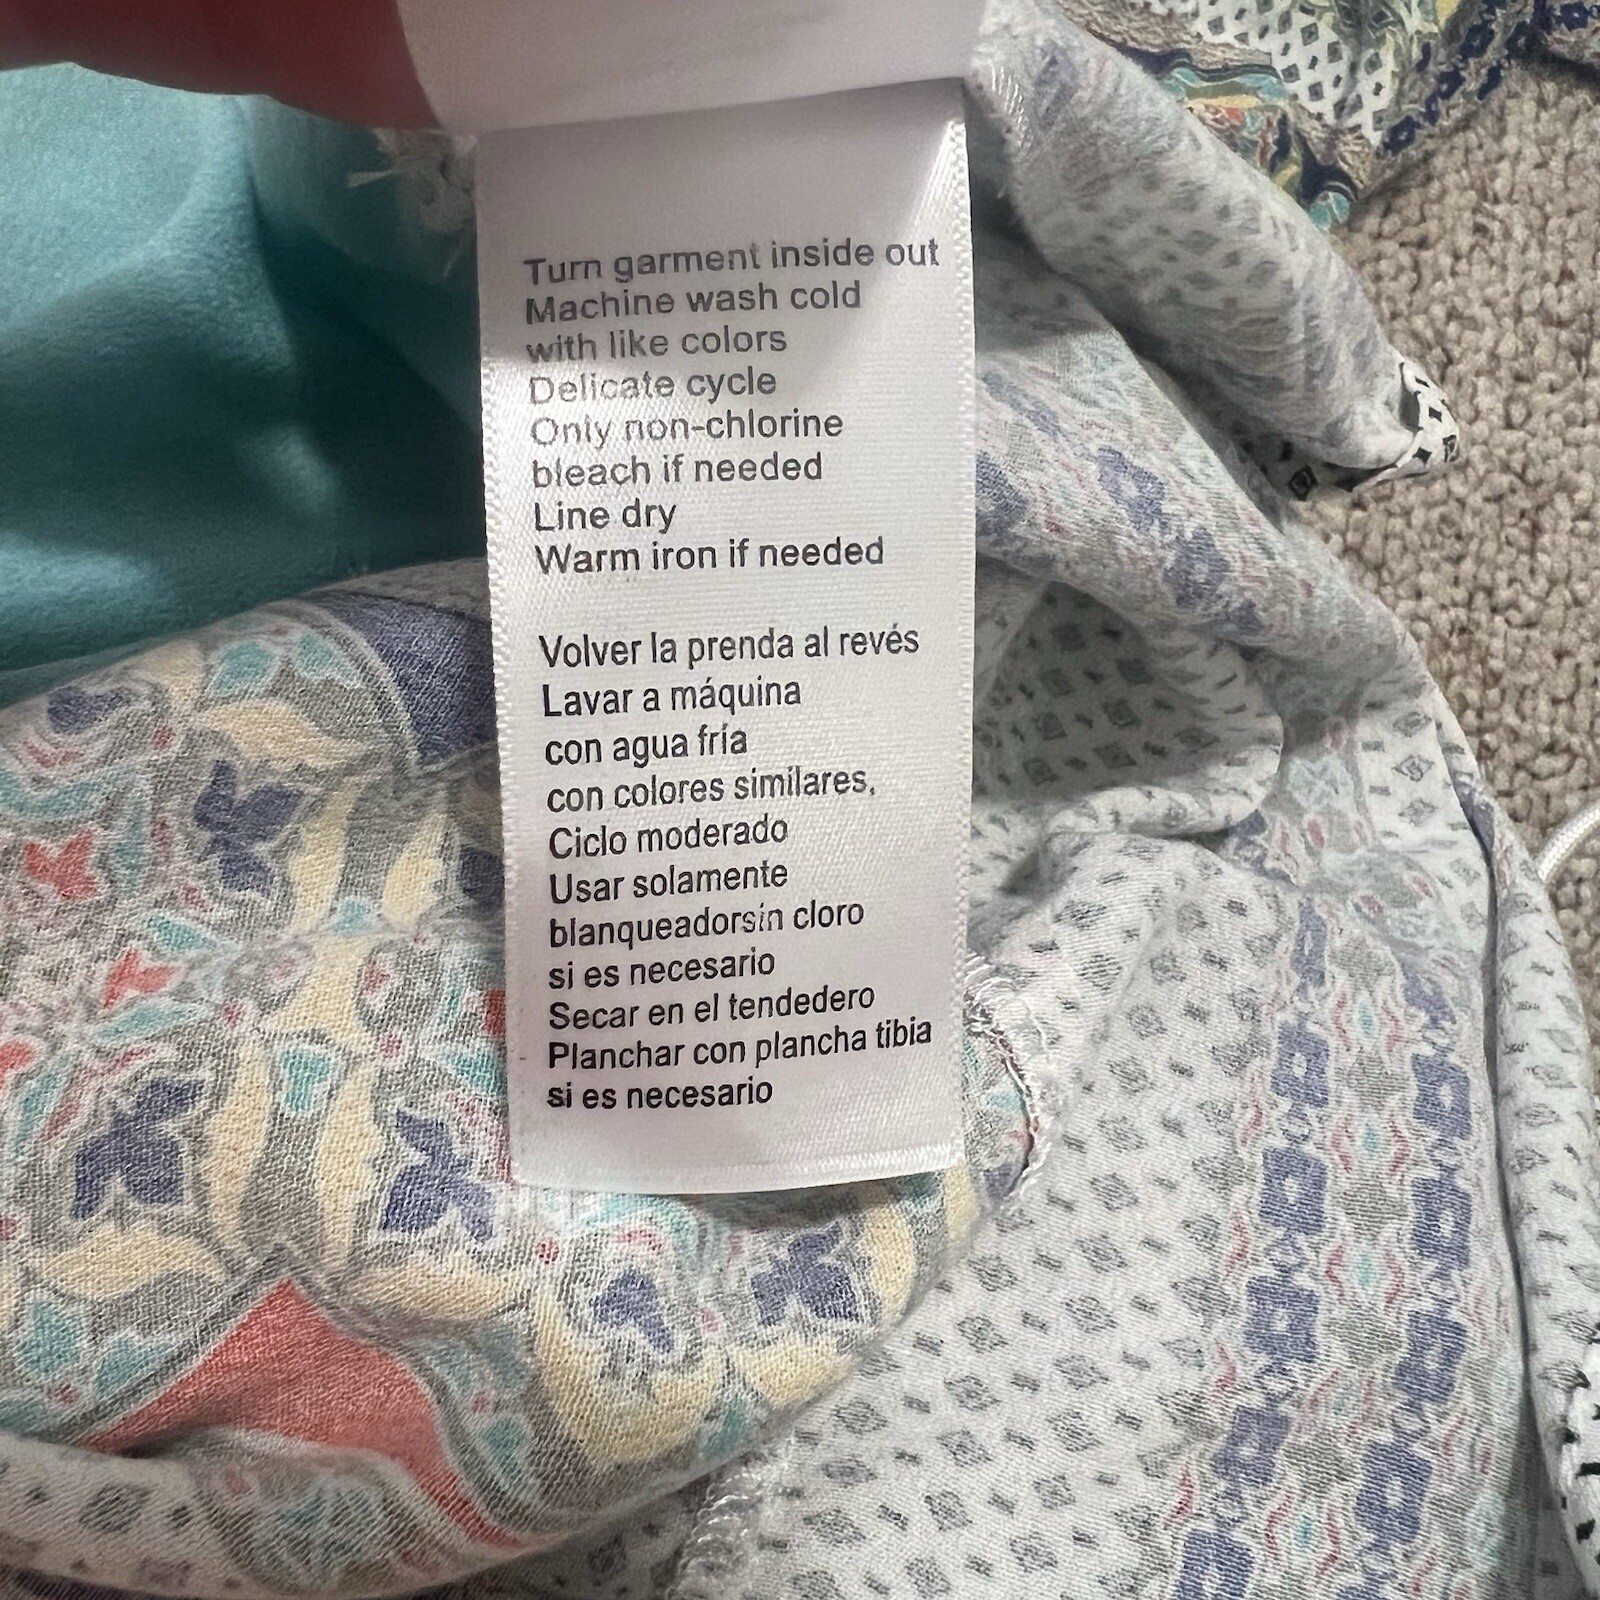 Turn garment inside out
Machine wash cold
with like colors
Delicate cycle
Only non-chlorine
bleach if needed
Line dry
Warm iron if needed
Volver la prenda al revés
Lavar a máquina
con agua fría
con colores similares,
Ciclo moderado
Usar solamente
blanqueadorsin cloro
si es necesario
Secar en el tendedero
Planchar con plancha tibia
si es necesario